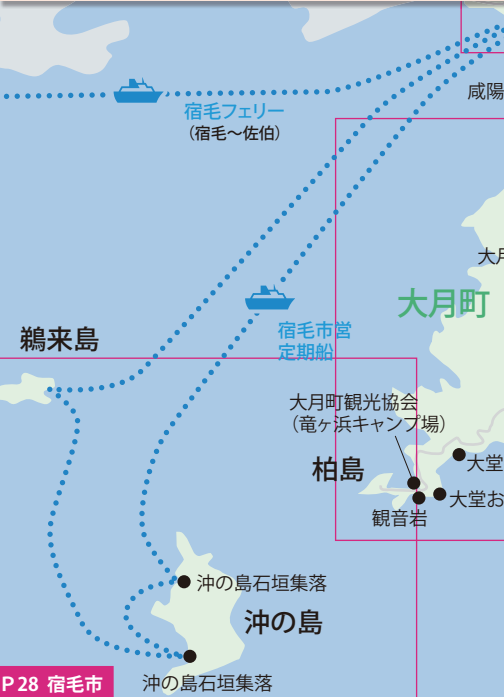 咸陽
宿毛フェリー
（宿毛〜佐伯）
大月
大月町
宿毛市営
定期船
鵜来島
大月町観光協会
（竜ヶ浜キャンプ場）
柏島
大堂
大堂お
観音岩
沖の島石垣集落
沖の島
P 28 宿毛市
沖の島石垣集落